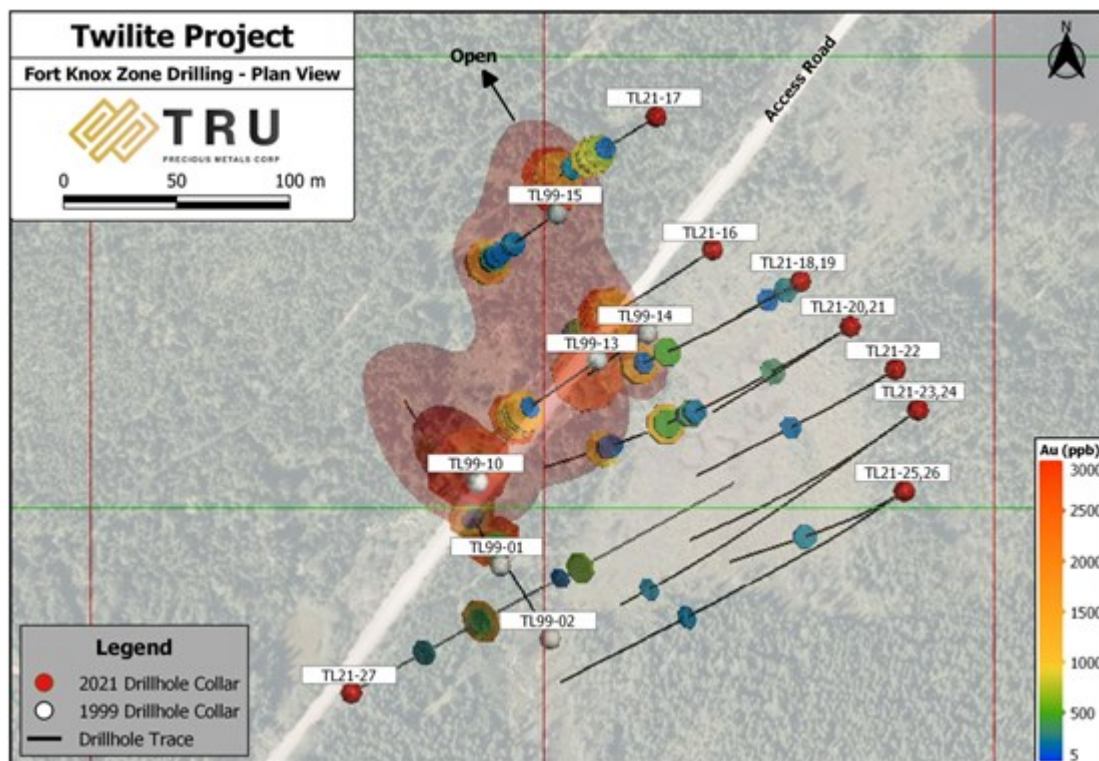 Twilite Project
Fort Knox Zone Drilling - Plan View
TRU
PRECIOUS METALS CORP
0 50 100 m
Open
Access Road
N
TL21-17
TL99-15
TL21-16
TL21-18,19
TL99-14
TL21-20,21
TL99-13
TL21-22
TL21-23,24
TL99-10
TL21-25,26
TL99-01
TL99-02
TL21-27
Legend
2021 Drillhole Collar
1999 Drillhole Collar
Drillhole Trace
Au (ppb)
3000
2500
2000
1500
1000
500
5